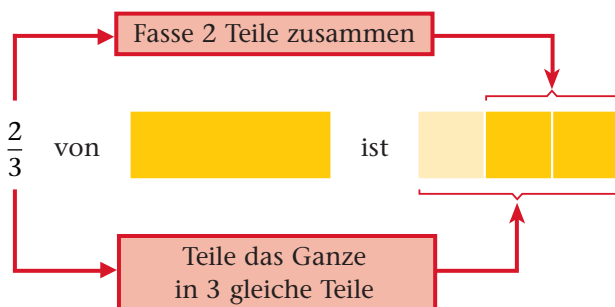 Fasse 2 Teile zusammen
2
3
von
ist
Teile das Ganze
in 3 gleiche Teile